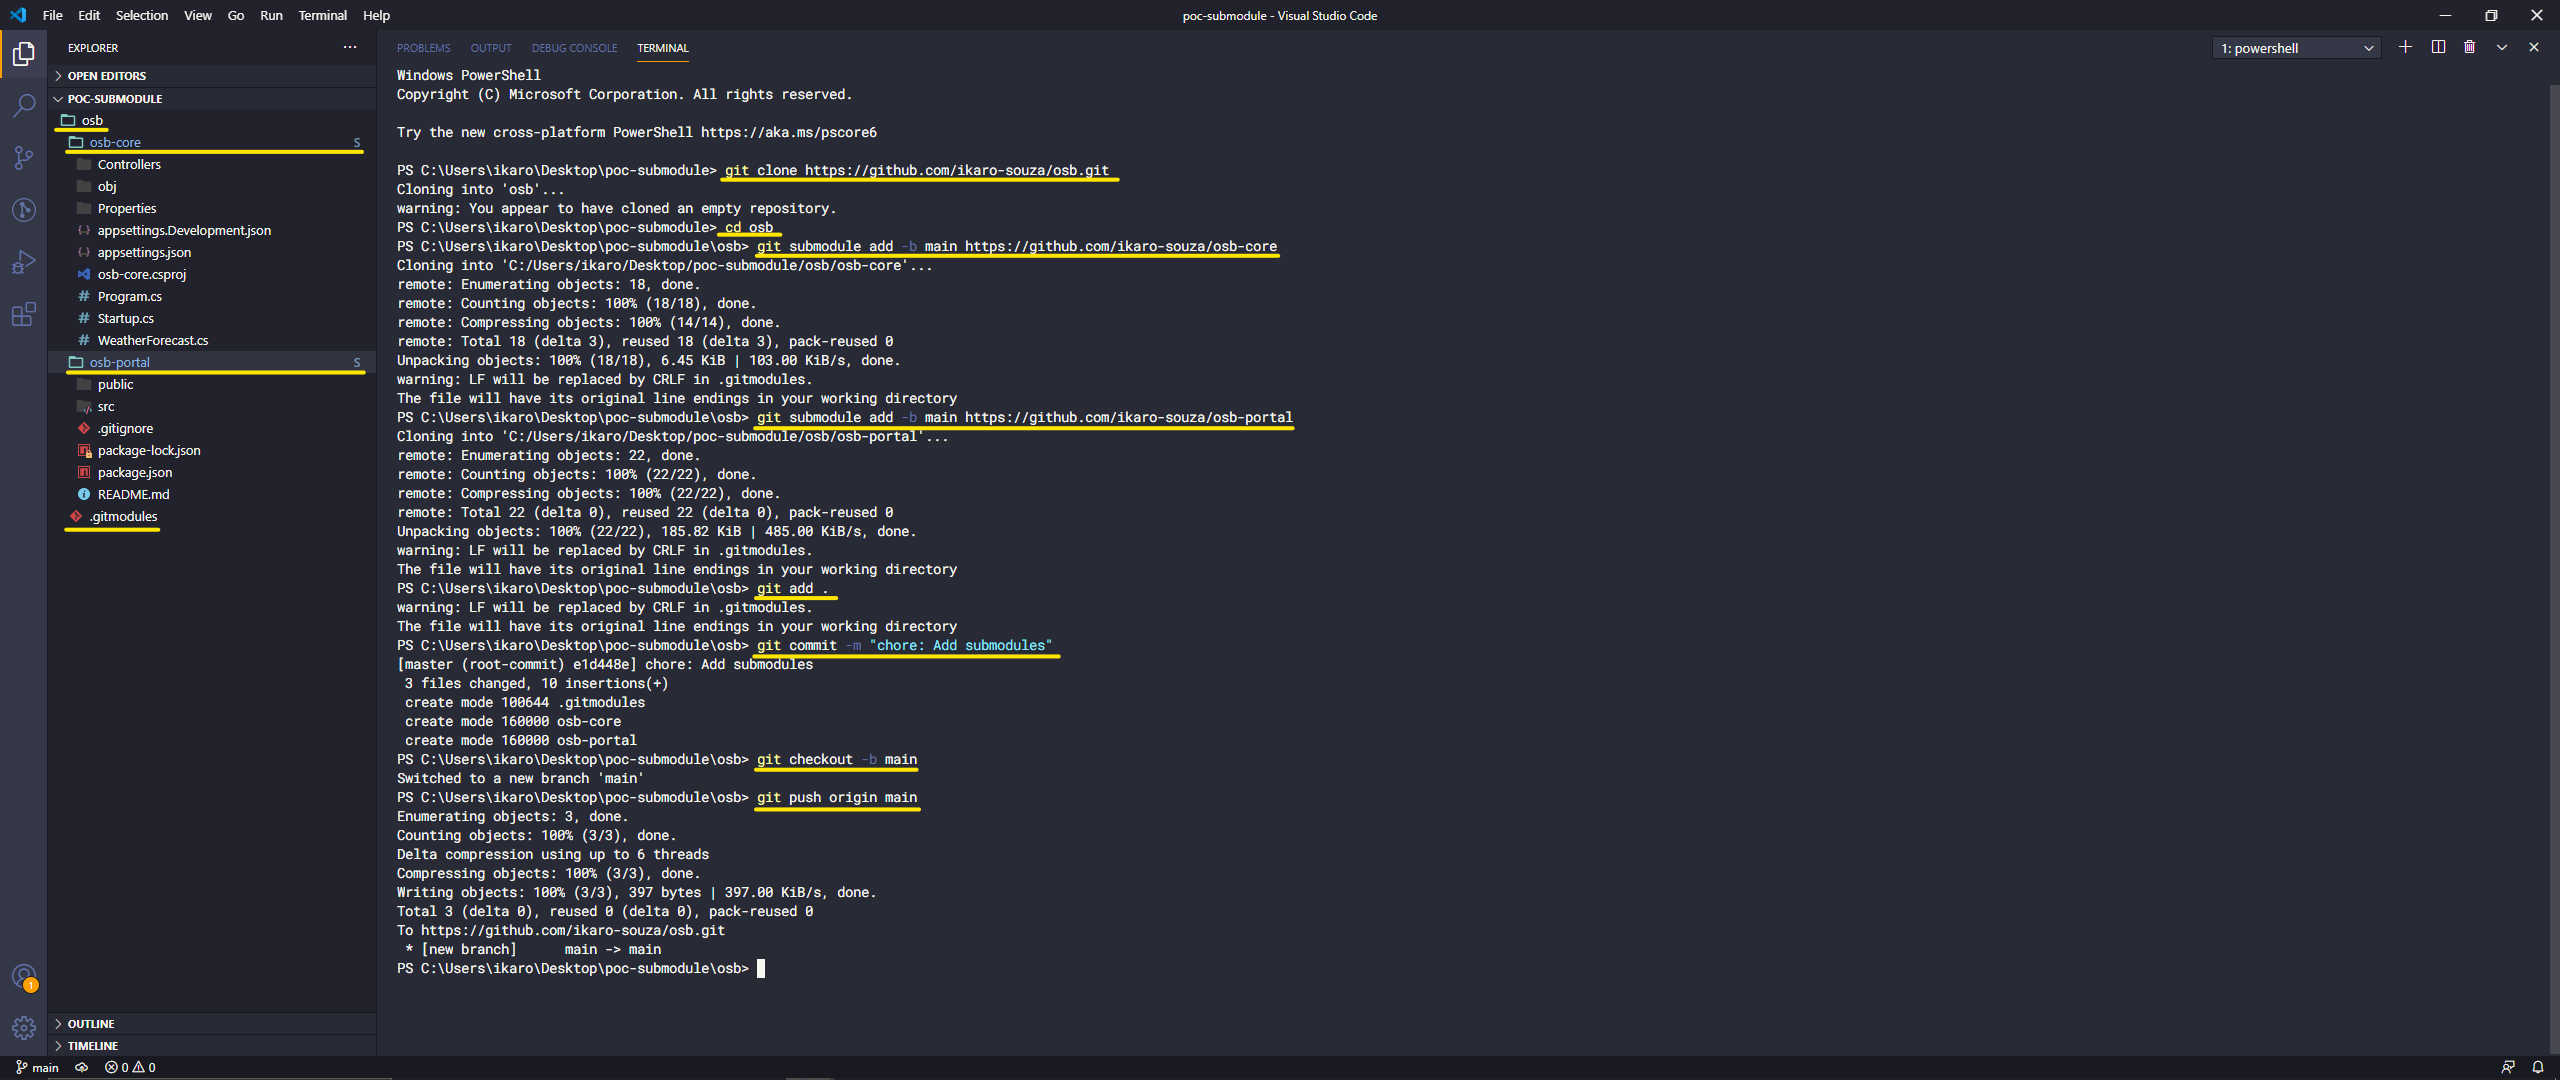 File Edit Selection View Go Run Terminal Help
poc-submodule - Visual Studio Code
EXPLORER
OPEN EDITORS
POC-SUBMODULE
osb
osb-core S
Controllers
obj
Properties
appsettings.Development.json
appsettings.json
osb-core.csproj
Program.cs
Startup.cs
WeatherForecast.cs
osb-portal S
public
src
.gitignore
package-lock.json
package.json
README.md
.gitmodules
OUTLINE
TIMELINE
PROBLEMS OUTPUT DEBUG CONSOLE TERMINAL
1: powershell
Windows PowerShell
Copyright (C) Microsoft Corporation. All rights reserved.
Try the new cross-platform PowerShell https://aka.ms/pscore6
PS C:\Users\ikaro\Desktop\poc-submodule> git clone https://github.com/ikaro-souza/osb.git
Cloning into 'osb'...
warning: You appear to have cloned an empty repository.
PS C:\Users\ikaro\Desktop\poc-submodule> cd osb
PS C:\Users\ikaro\Desktop\poc-submodule\osb> git submodule add -b main https://github.com/ikaro-souza/osb-core
Cloning into 'C:/Users/ikaro/Desktop/poc-submodule/osb/osb-core'...
remote: Enumerating objects: 18, done.
remote: Counting objects: 100% (18/18), done.
remote: Compressing objects: 100% (14/14), done.
remote: Total 18 (delta 3), reused 18 (delta 3), pack-reused 0
Unpacking objects: 100% (18/18), 6.45 KiB | 103.00 KiB/s, done.
warning: LF will be replaced by CRLF in .gitmodules.
The file will have its original line endings in your working directory
PS C:\Users\ikaro\Desktop\poc-submodule\osb> git submodule add -b main https://github.com/ikaro-souza/osb-portal
Cloning into 'C:/Users/ikaro/Desktop/poc-submodule/osb/osb-portal'...
remote: Enumerating objects: 22, done.
remote: Counting objects: 100% (22/22), done.
remote: Compressing objects: 100% (22/22), done.
remote: Total 22 (delta 0), reused 22 (delta 0), pack-reused 0
Unpacking objects: 100% (22/22), 185.82 KiB | 485.00 KiB/s, done.
warning: LF will be replaced by CRLF in .gitmodules.
The file will have its original line endings in your working directory
PS C:\Users\ikaro\Desktop\poc-submodule\osb> git add .
warning: LF will be replaced by CRLF in .gitmodules.
The file will have its original line endings in your working directory
PS C:\Users\ikaro\Desktop\poc-submodule\osb> git commit -m "chore: Add submodules"
[master (root-commit) e1d448e] chore: Add submodules
3 files changed, 10 insertions(+)
create mode 100644 .gitmodules
create mode 160000 osb-core
create mode 160000 osb-portal
PS C:\Users\ikaro\Desktop\poc-submodule\osb> git checkout -b main
Switched to a new branch 'main'
PS C:\Users\ikaro\Desktop\poc-submodule\osb> git push origin main
Enumerating objects: 3, done.
Counting objects: 100% (3/3), done.
Delta compression using up to 6 threads
Compressing objects: 100% (3/3), done.
Writing objects: 100% (3/3), 397 bytes | 397.00 KiB/s, done.
Total 3 (delta 0), reused 0 (delta 0), pack-reused 0
To https://github.com/ikaro-souza/osb.git
* [new branch]      main -> main
PS C:\Users\ikaro\Desktop\poc-submodule\osb>
1
main 0 0